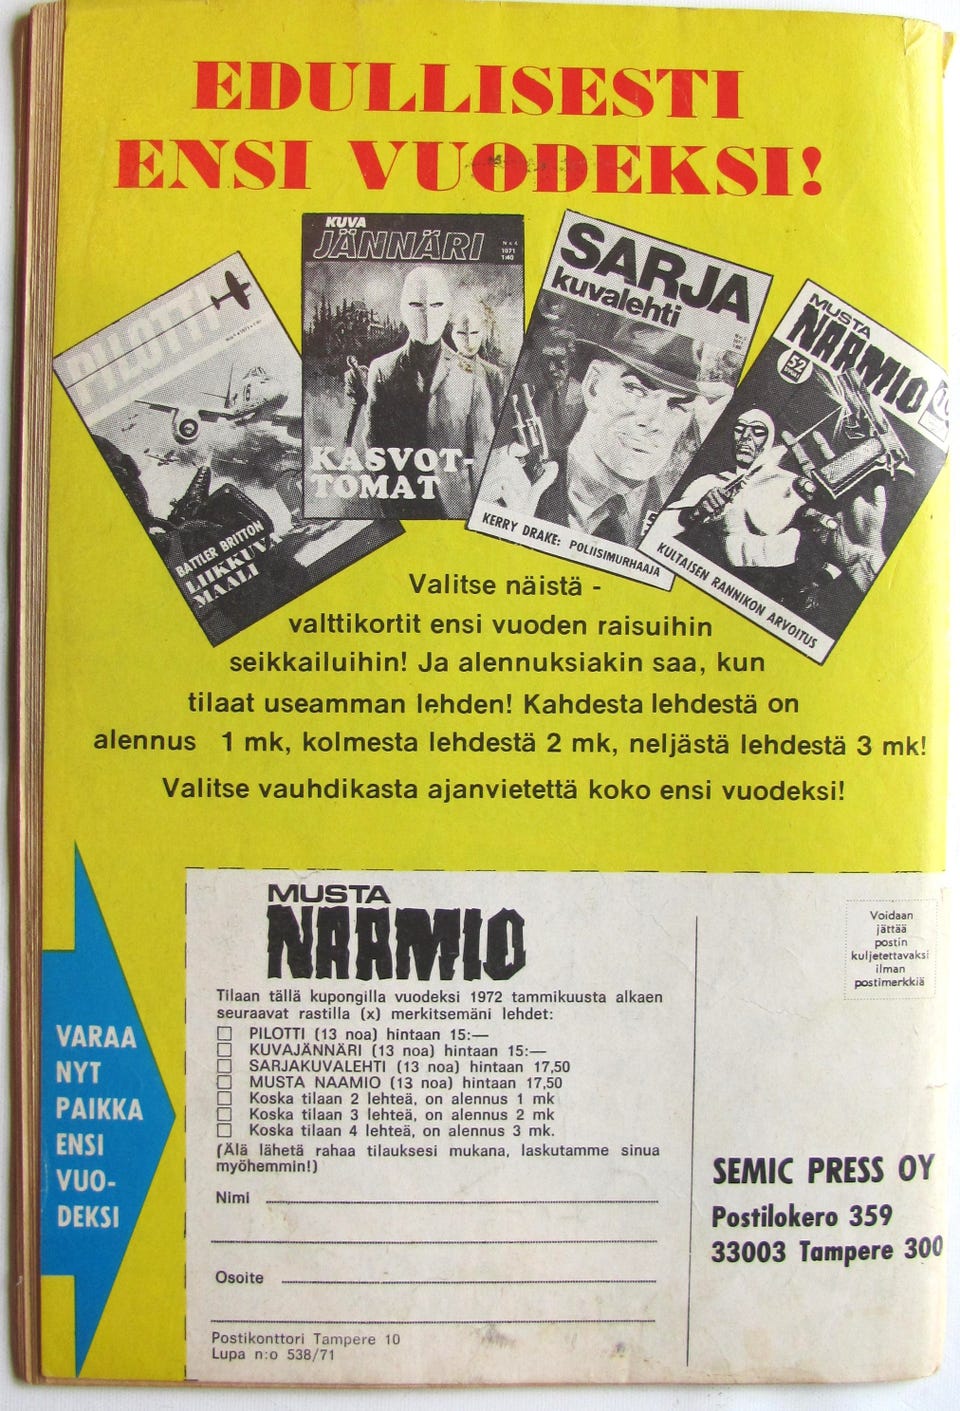 EDULLISESTI
ENSI VUODEKSI!
PILOTTI
BATTLER BRITTON
LIIKKUVA
MAALI
KUVA
JÄNNÄRI
N:o 4
1971
1:40
KASVOT-
TOMAT
SARJA
kuvalehti
KERRY DRAKE: POLIISIMURHAAJA
MUSTA
NAAMIO
52
SIVUA
10
KULTAISEN RANNIKON ARVOITUS
Valitse näistä -
valttikortit ensi vuoden raisuihin
seikkailuihin! Ja alennuksiakin saa, kun
tilaat useamman lehden! Kahdesta lehdestä on
alennus 1 mk, kolmesta lehdestä 2 mk, neljästä lehdestä 3 mk!
Valitse vauhdikasta ajanvietettä koko ensi vuodeksi!
VARAA
NYT
PAIKKA
ENSI
VUO-
DEKSI
MUSTA
NAAMIO
Tilaan tällä kupongilla vuodeksi 1972 tammikuusta alkaen
seuraavat rastilla (x) merkitsemäni lehdet:
PILOTTI (13 noa) hintaan 15:—
KUVAJÄNNÄRI (13 noa) hintaan 15:—
SARJAKUVALEHTI (13 noa) hintaan 17,50
MUSTA NAAMIO (13 noa) hintaan 17,50
Koska tilaan 2 lehteä, on alennus 1 mk
Koska tilaan 3 lehteä, on alennus 2 mk
Koska tilaan 4 lehteä, on alennus 3 mk.
(Älä lähetä rahaa tilauksesi mukana, laskutamme sinua
myöhemmin!)
Nimi
Osoite
Postikonttori Tampere 10
Lupa n:o 538/71
Voidaan
jättää
postin
kuljetettavaksi
ilman
postimerkkiä
SEMIC PRESS OY
Postilokero 359
33003 Tampere 300